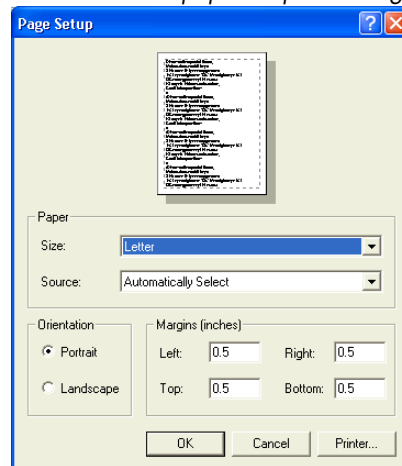 Page Setup
Paper
Size: Letter
Source: Automatically Select
Orientation
Portrait
Landscape
Margins (inches)
Left: 0.5 Right: 0.5
Top: 0.5 Bottom: 0.5
OK Cancel Printer...